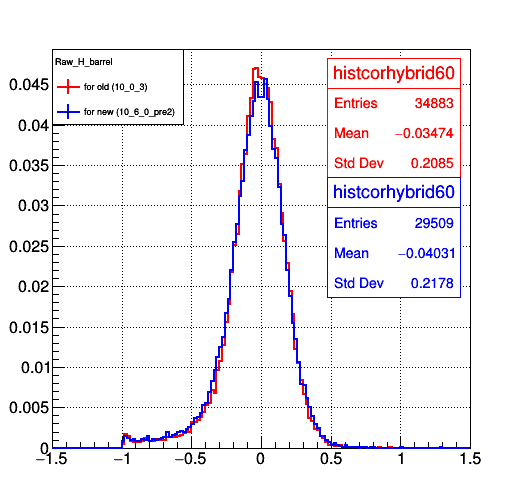 Raw_H_barrel
for old (10_0_3)
for new (10_6_0_pre2)
histcorhybrid60
Entries 34883
Mean −0.03474
Std Dev 0.2085
histcorhybrid60
Entries 29509
Mean −0.04031
Std Dev 0.2178
0.045
0.04
0.035
0.03
0.025
0.02
0.015
0.01
0.005
0
−1.5 −1 −0.5 0 0.5 1 1.5